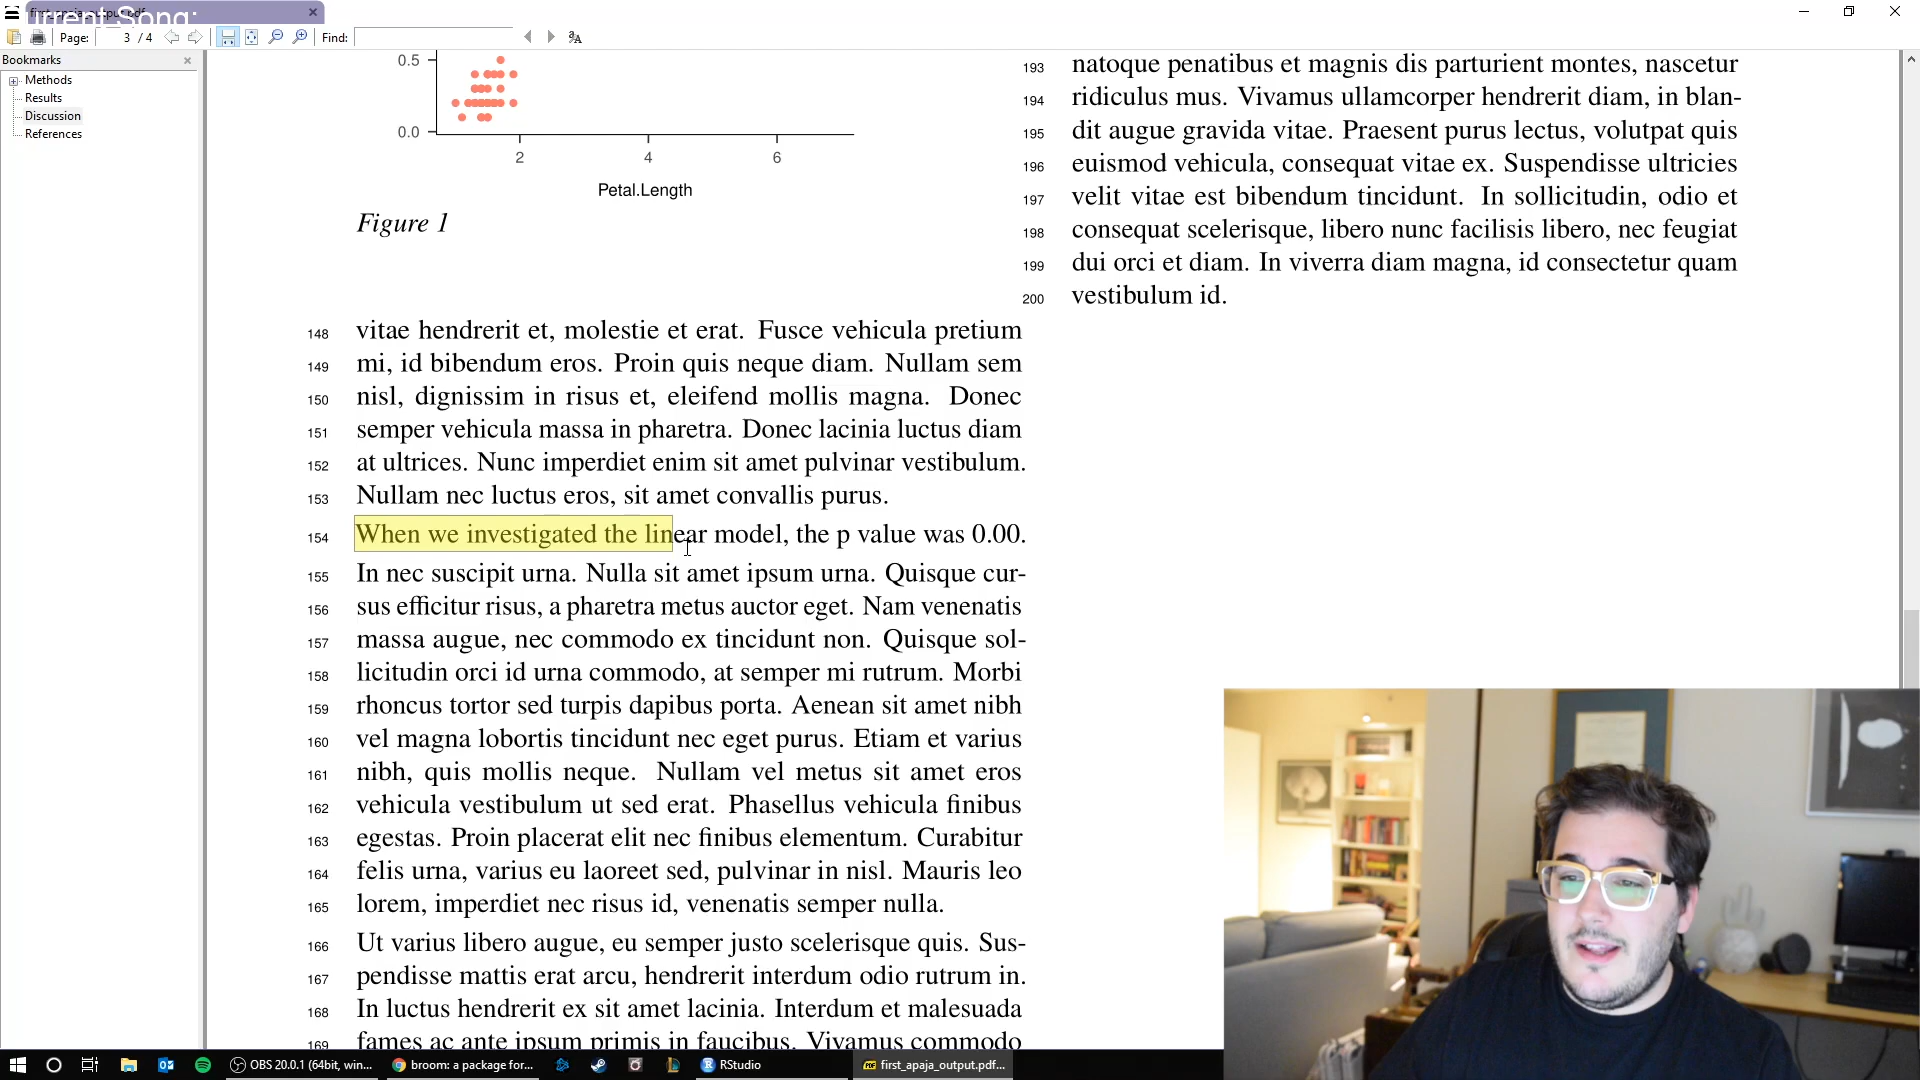 urrent Song:
first_apaja_output.pdf
Page: 3 / 4 Find:
Bookmarks
Methods
Results
Discussion
References
0.5
0.0
2 4 6
Petal.Length
Figure 1
148 vitae hendrerit et, molestie et erat. Fusce vehicula pretium
149 mi, id bibendum eros. Proin quis neque diam. Nullam sem
150 nisl, dignissim in risus et, eleifend mollis magna. Donec
151 semper vehicula massa in pharetra. Donec lacinia luctus diam
152 at ultrices. Nunc imperdiet enim sit amet pulvinar vestibulum.
153 Nullam nec luctus eros, sit amet convallis purus.
154 When we investigated the linear model, the p value was 0.00.
155 In nec suscipit urna. Nulla sit amet ipsum urna. Quisque cur-
156 sus efficitur risus, a pharetra metus auctor eget. Nam venenatis
157 massa augue, nec commodo ex tincidunt non. Quisque sol-
158 licitudin orci id urna commodo, at semper mi rutrum. Morbi
159 rhoncus tortor sed turpis dapibus porta. Aenean sit amet nibh
160 vel magna lobortis tincidunt nec eget purus. Etiam et varius
161 nibh, quis mollis neque. Nullam vel metus sit amet eros
162 vehicula vestibulum ut sed erat. Phasellus vehicula finibus
163 egestas. Proin placerat elit nec finibus elementum. Curabitur
164 felis urna, varius eu laoreet sed, pulvinar in nisl. Mauris leo
165 lorem, imperdiet nec risus id, venenatis semper nulla.
166 Ut varius libero augue, eu semper justo scelerisque quis. Sus-
167 pendisse mattis erat arcu, hendrerit interdum odio rutrum in.
168 In luctus hendrerit ex sit amet lacinia. Interdum et malesuada
169 fames ac ante ipsum primis in faucibus. Vivamus commodo
193 natoque penatibus et magnis dis parturient montes, nascetur
194 ridiculus mus. Vivamus ullamcorper hendrerit diam, in blan-
195 dit augue gravida vitae. Praesent purus lectus, volutpat quis
196 euismod vehicula, consequat vitae ex. Suspendisse ultricies
197 velit vitae est bibendum tincidunt. In sollicitudin, odio et
198 consequat scelerisque, libero nunc facilisis libero, nec feugiat
199 dui orci et diam. In viverra diam magna, id consectetur quam
200 vestibulum id.
OBS 20.0.1 (64bit, win... broom: a package for... RStudio first_apaja_output.pdf...